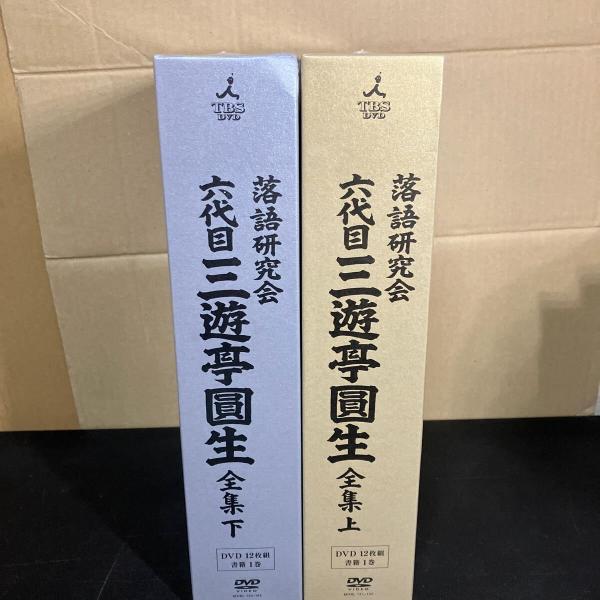 TBS
DVD
落語研究会
六代目 三遊亭圓生 全集 下
DVD 12枚組
書籍 1巻
DVD
VIDEO
TBS
DVD
落語研究会
六代目 三遊亭圓生 全集 上
DVD 12枚組
書籍 1巻
DVD
VIDEO